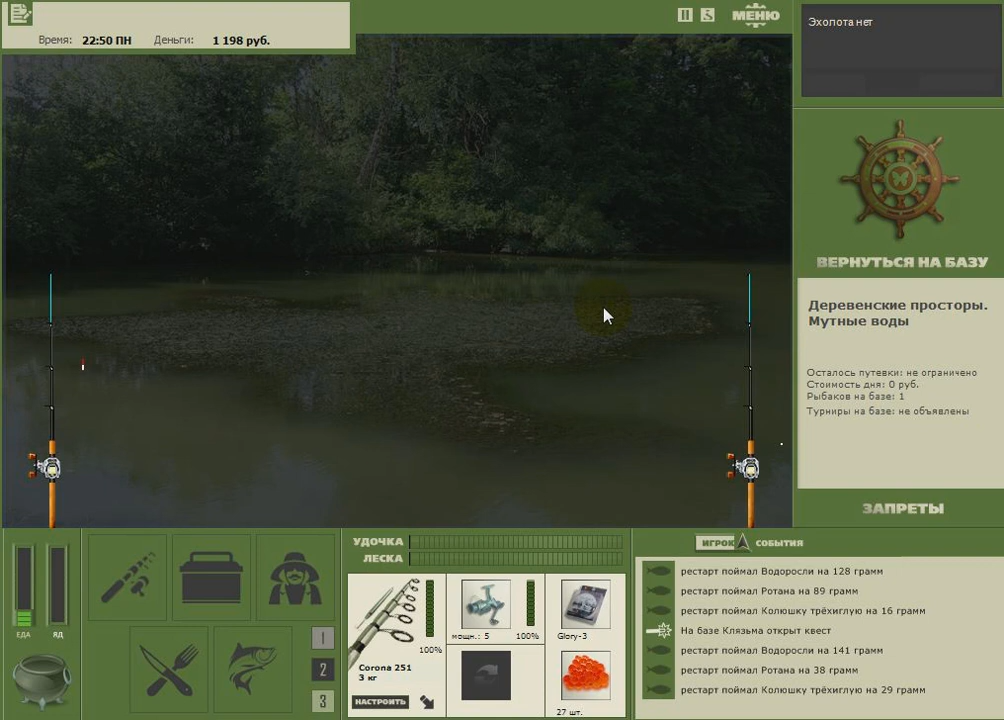 Время: 22:50 ПН Деньги: 1 198 руб.
МЕНЮ
Эхолота нет
ВЕРНУТЬСЯ НА БАЗУ
Деревенские просторы.
Мутные воды
Осталось путевки: не ограничено
Стоимость дня: 0 руб.
Рыбаков на базе: 1
Турниры на базе: не объявлены
ЗАПРЕТЫ
ЕДА ЯД
1
2
3
УДОЧКА
ЛЕСКА
100%
Corona 251
3 кг
НАСТРОИТЬ
мощн.: 5 100%
Glory-3
27 шт.
ИГРОК СОБЫТИЯ
рестарт поймал Водоросли на 128 грамм
рестарт поймал Ротана на 89 грамм
рестарт поймал Колюшку трёхиглую на 16 грамм
На базе Клязьма открыт квест
рестарт поймал Водоросли на 141 грамм
рестарт поймал Ротана на 38 грамм
рестарт поймал Колюшку трёхиглую на 29 грамм